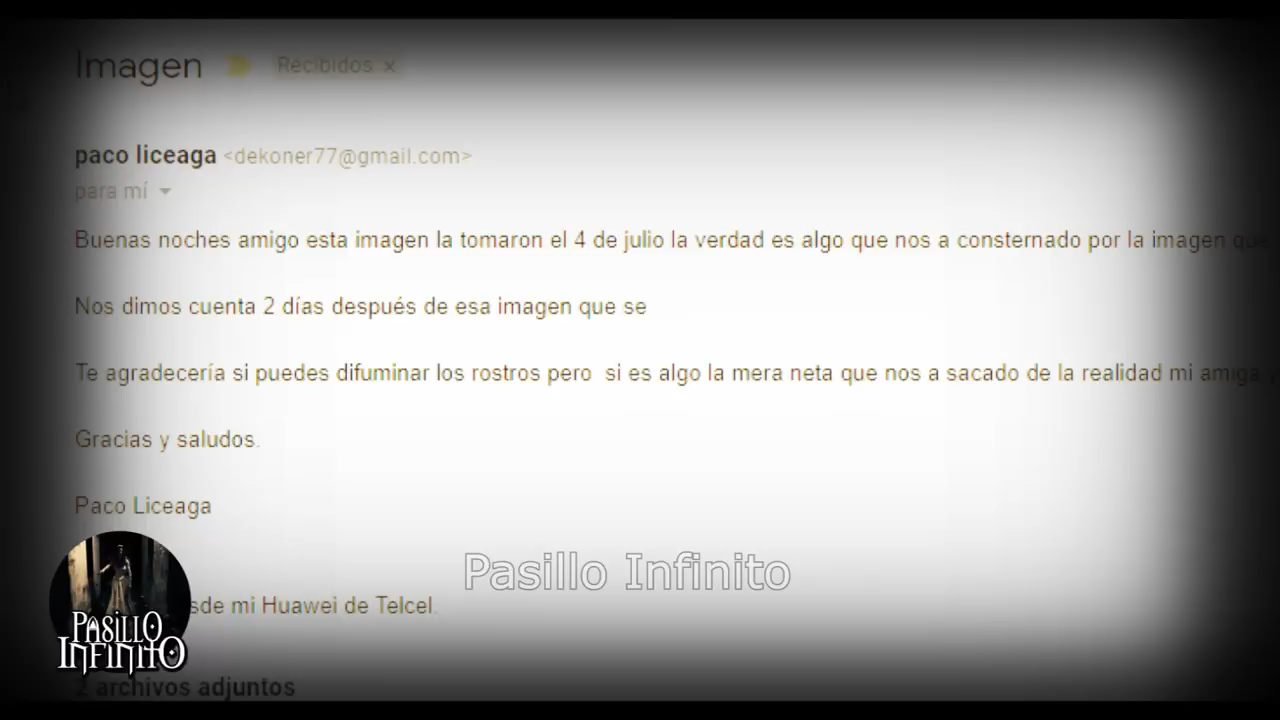 Imagen Recibidos x
paco liceaga <dekoner77@gmail.com>
para mí
Buenas noches amigo esta imagen la tomaron el 4 de julio la verdad es algo que nos a consternado por la imagen que
Nos dimos cuenta 2 días después de esa imagen que se
Te agradecería si puedes difuminar los rostros pero si es algo la mera neta que nos a sacado de la realidad mi amiga
Gracias y saludos.
Paco Liceaga
Pasillo Infinito
sde mi Huawei de Telcel.
PASILLO
INFINITO
2 archivos adjuntos